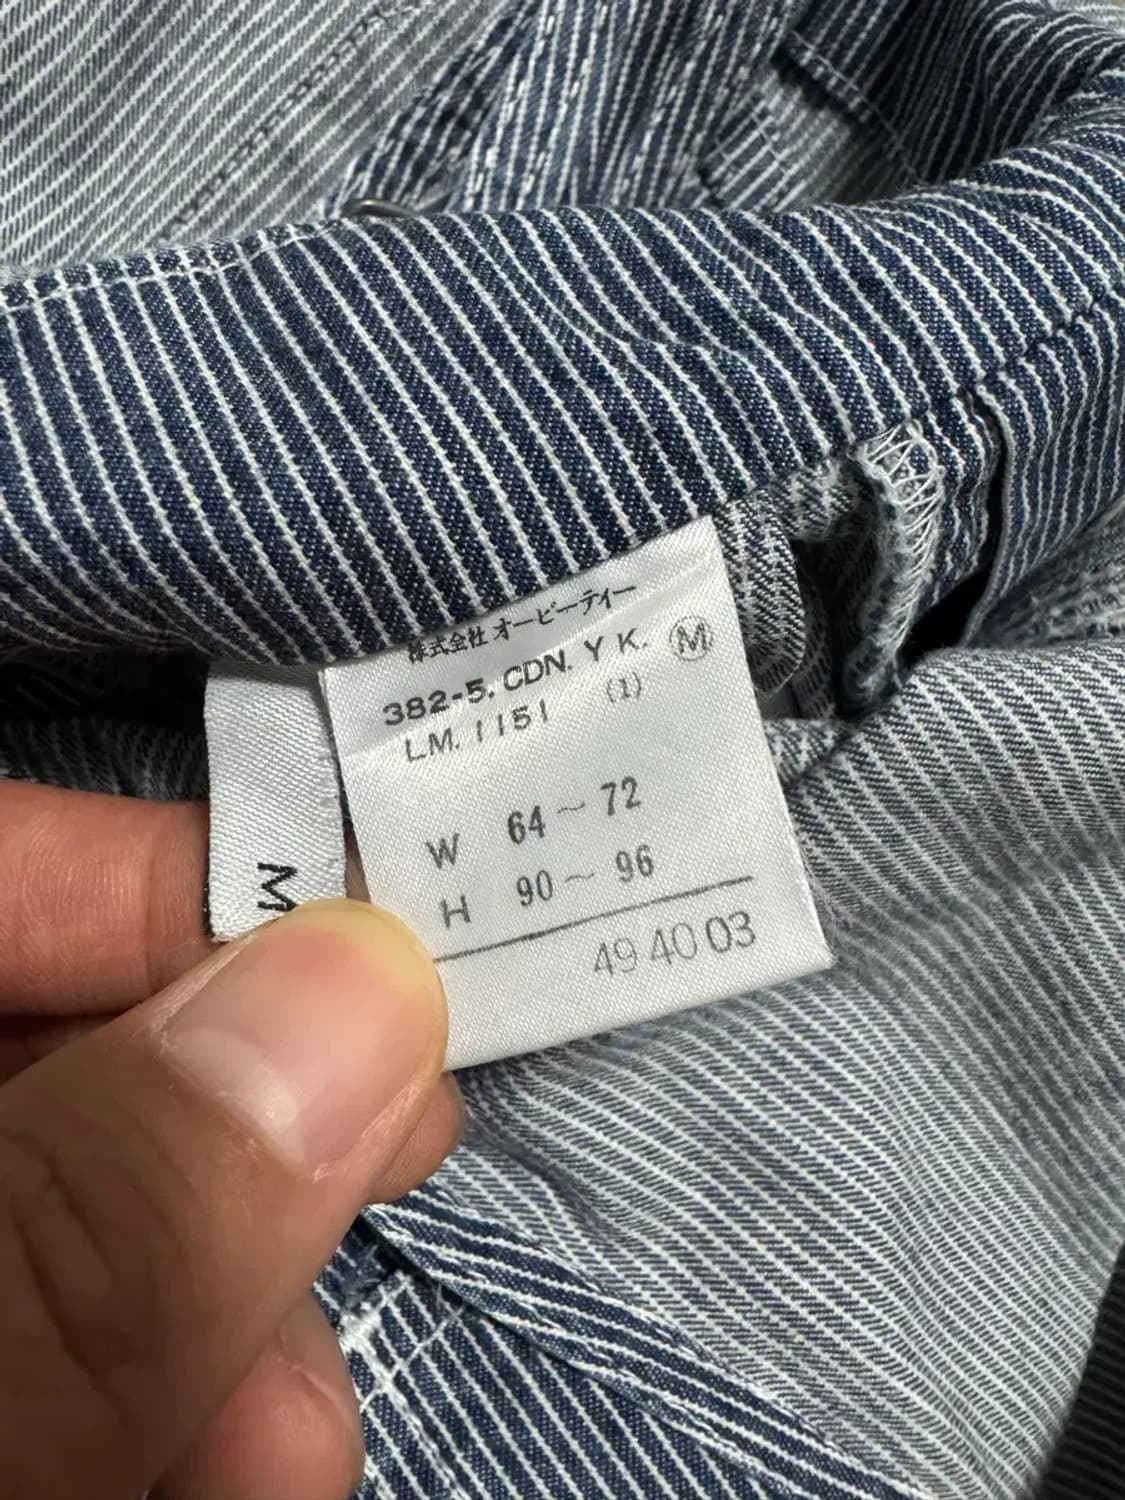 株式会社 オービーティー
382-5. CDN. Y K. Ⓜ
LM. 1151 (1)
W 64~72
H 90~96
49 40 03
M